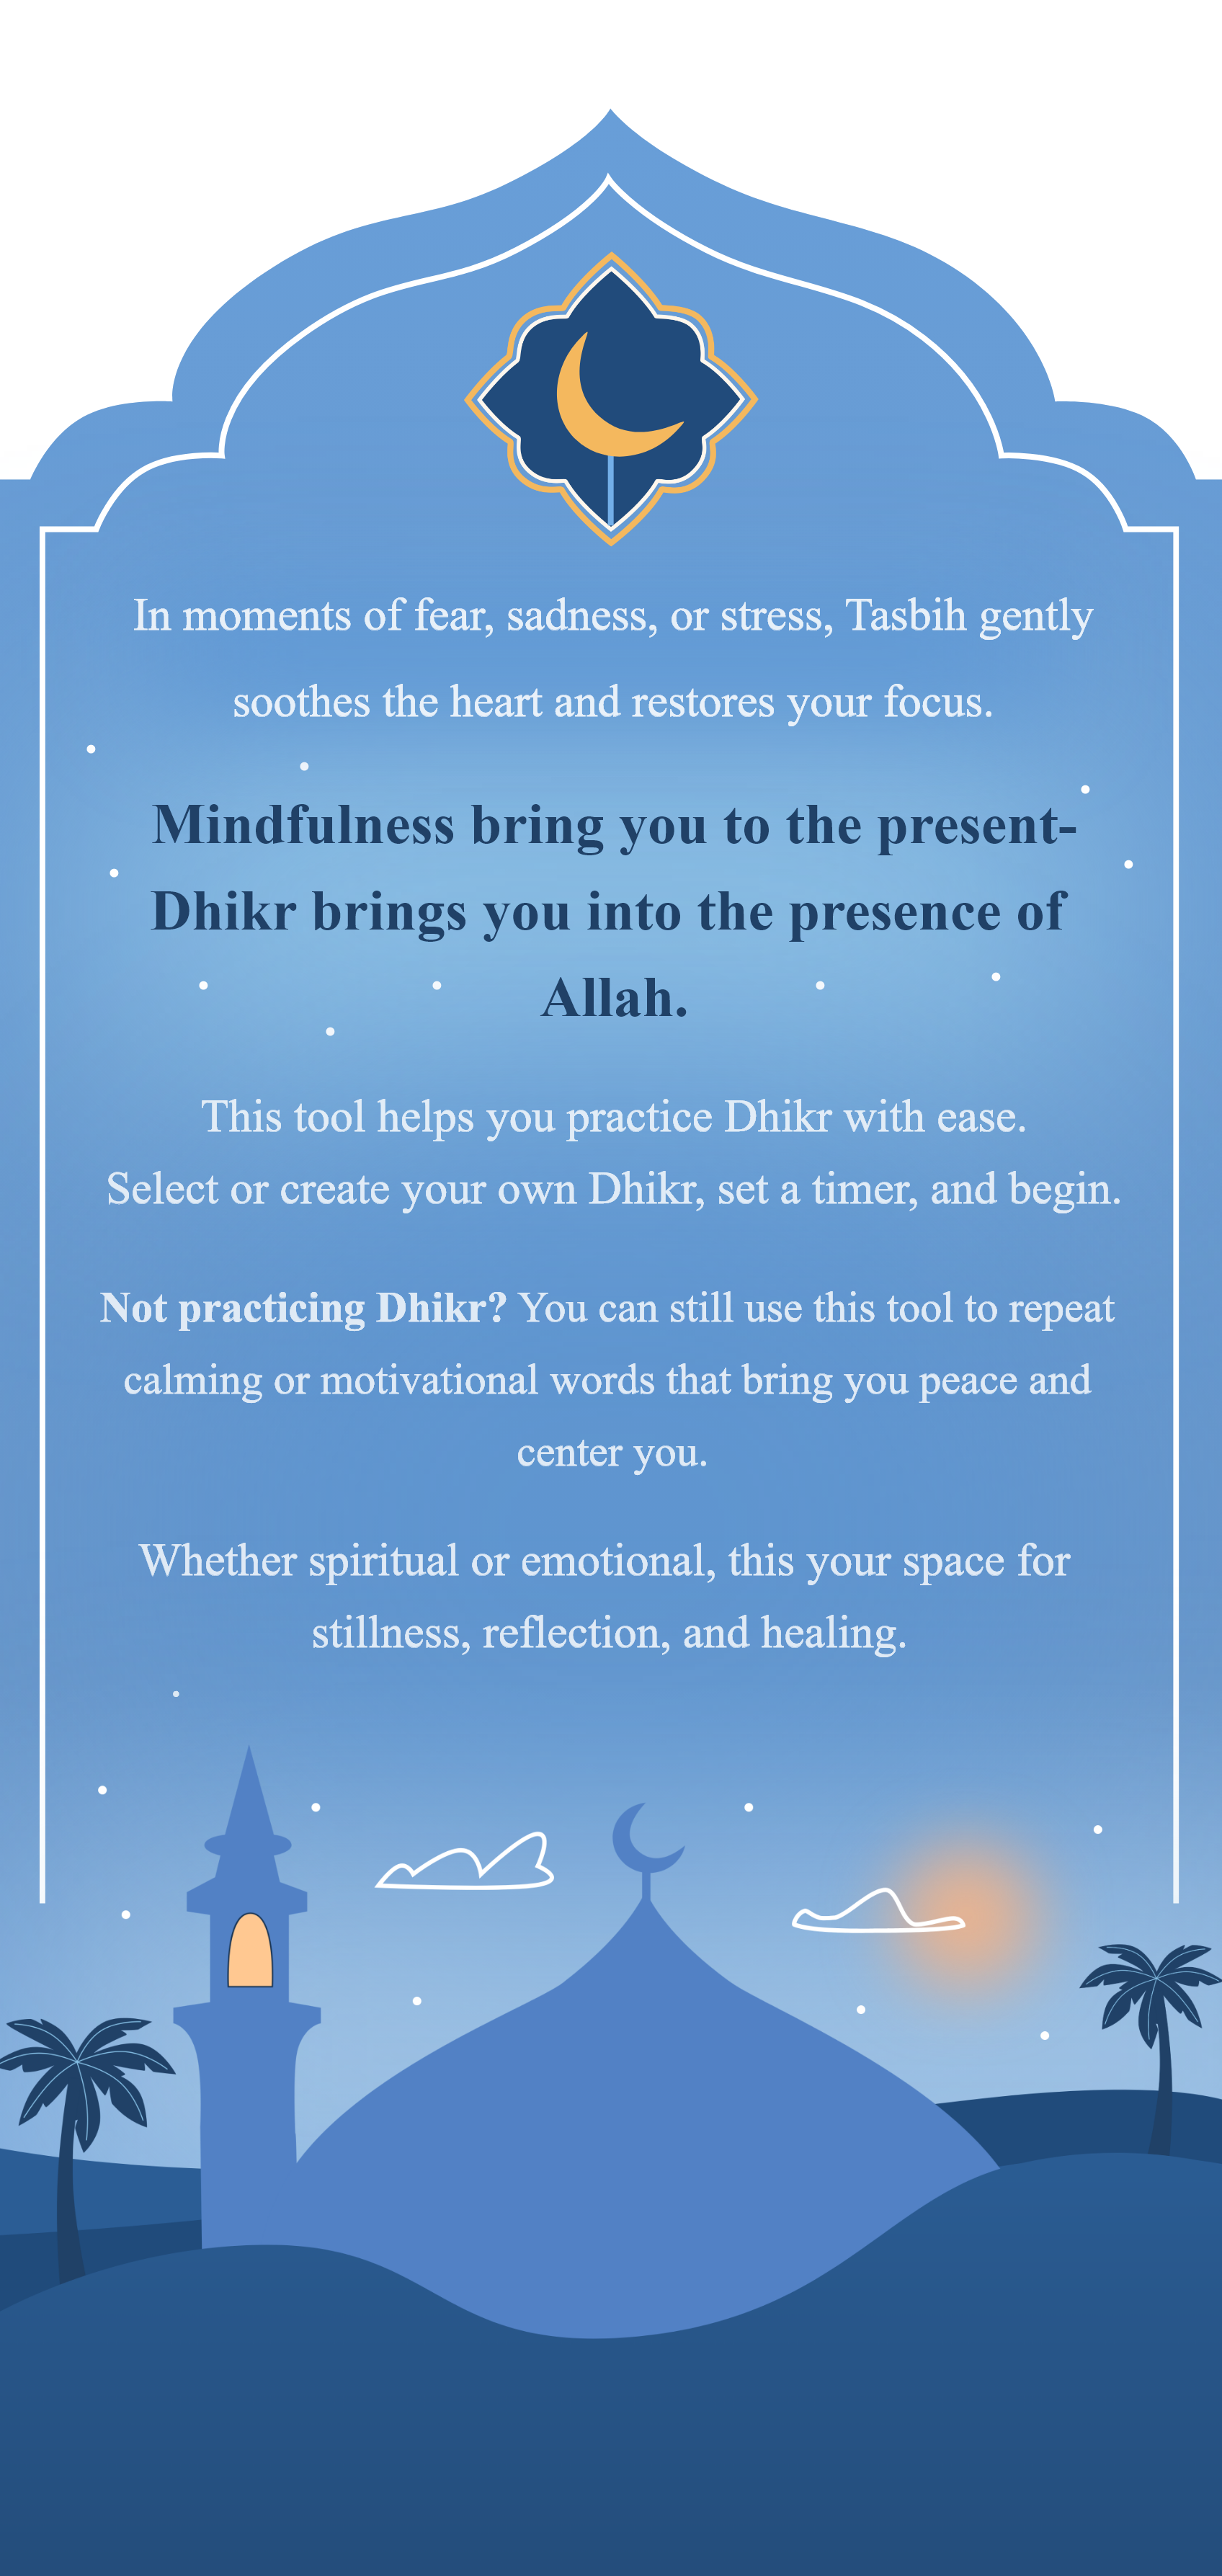 In moments of fear, sadness, or stress, Tasbih gently
soothes the heart and restores your focus.
Mindfulness bring you to the present-
Dhikr brings you into the presence of
Allah.
This tool helps you practice Dhikr with ease.
Select or create your own Dhikr, set a timer, and begin.
Not practicing Dhikr? You can still use this tool to repeat
calming or motivational words that bring you peace and
center you.
Whether spiritual or emotional, this your space for
stillness, reflection, and healing.